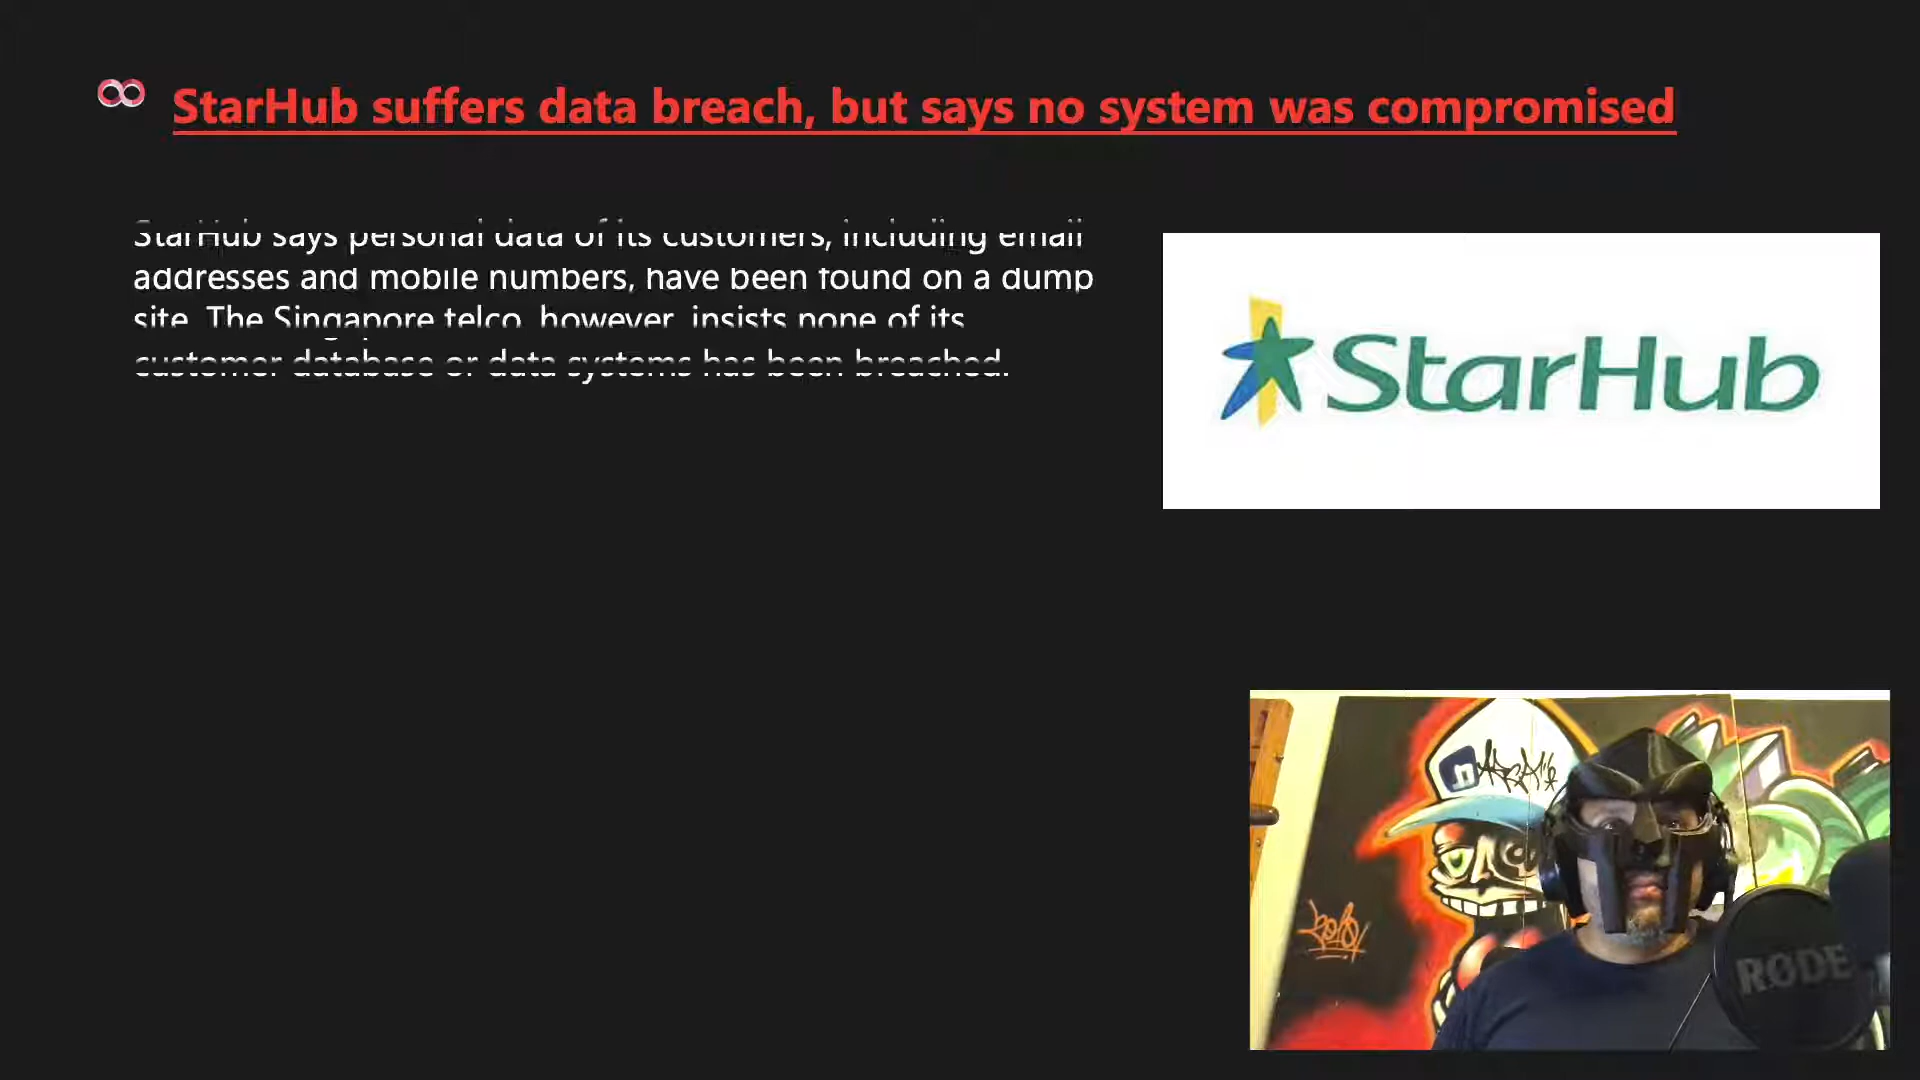 StarHub suffers data breach, but says no system was compromised
StarHub says personal data of its customers, including email
addresses and mobile numbers, have been found on a dump
site. The Singapore telco, however, insists none of its
customer database or data systems has been breached.
StarHub
RØDE